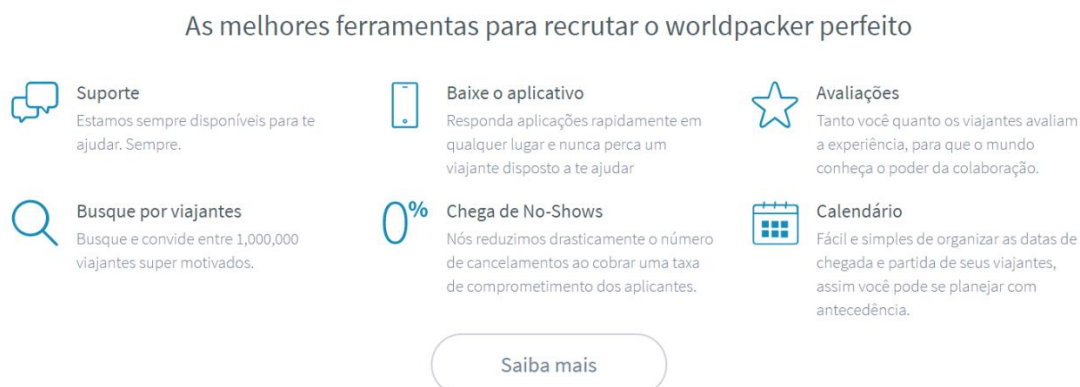 As melhores ferramentas para recrutar o worldpacker perfeito
Suporte
Estamos sempre disponíveis para te
ajudar. Sempre.
Baixe o aplicativo
Responda aplicações rapidamente em
qualquer lugar e nunca perca um
viajante disposto a te ajudar
Avaliações
Tanto você quanto os viajantes avaliam
a experiência, para que o mundo
conheça o poder da colaboração.
Busque por viajantes
Busque e convide entre 1,000,000
viajantes super motivados.
0%
Chega de No-Shows
Nós reduzimos drasticamente o número
de cancelamentos ao cobrar uma taxa
de comprometimento dos aplicantes.
Calendário
Fácil e simples de organizar as datas de
chegada e partida de seus viajantes,
assim você pode se planejar com
antecedência.
Saiba mais